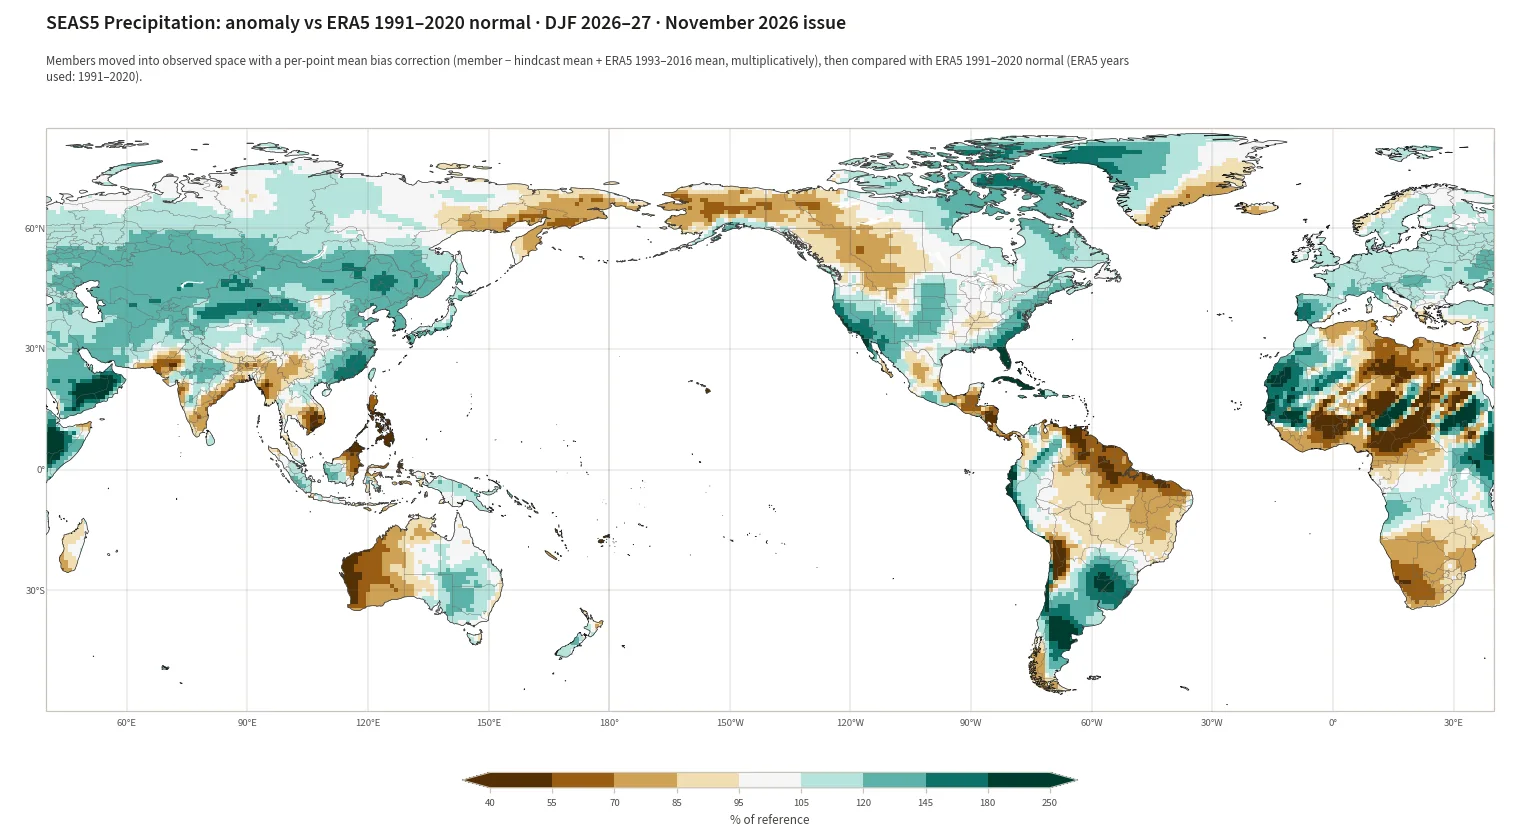 SEAS5 Precipitation: anomaly vs ERA5 1991–2020 normal · DJF 2026–27 · November 2026 issue
Members moved into observed space with a per-point mean bias correction (member − hindcast mean + ERA5 1993–2016 mean, multiplicatively), then compared with ERA5 1991–2020 normal (ERA5 years
used: 1991–2020).
60°N
30°N
0°
30°S
60°E 90°E 120°E 150°E 180° 150°W 120°W 90°W 60°W 30°W 0° 30°E
40 55 70 85 95 105 120 145 180 250
% of reference